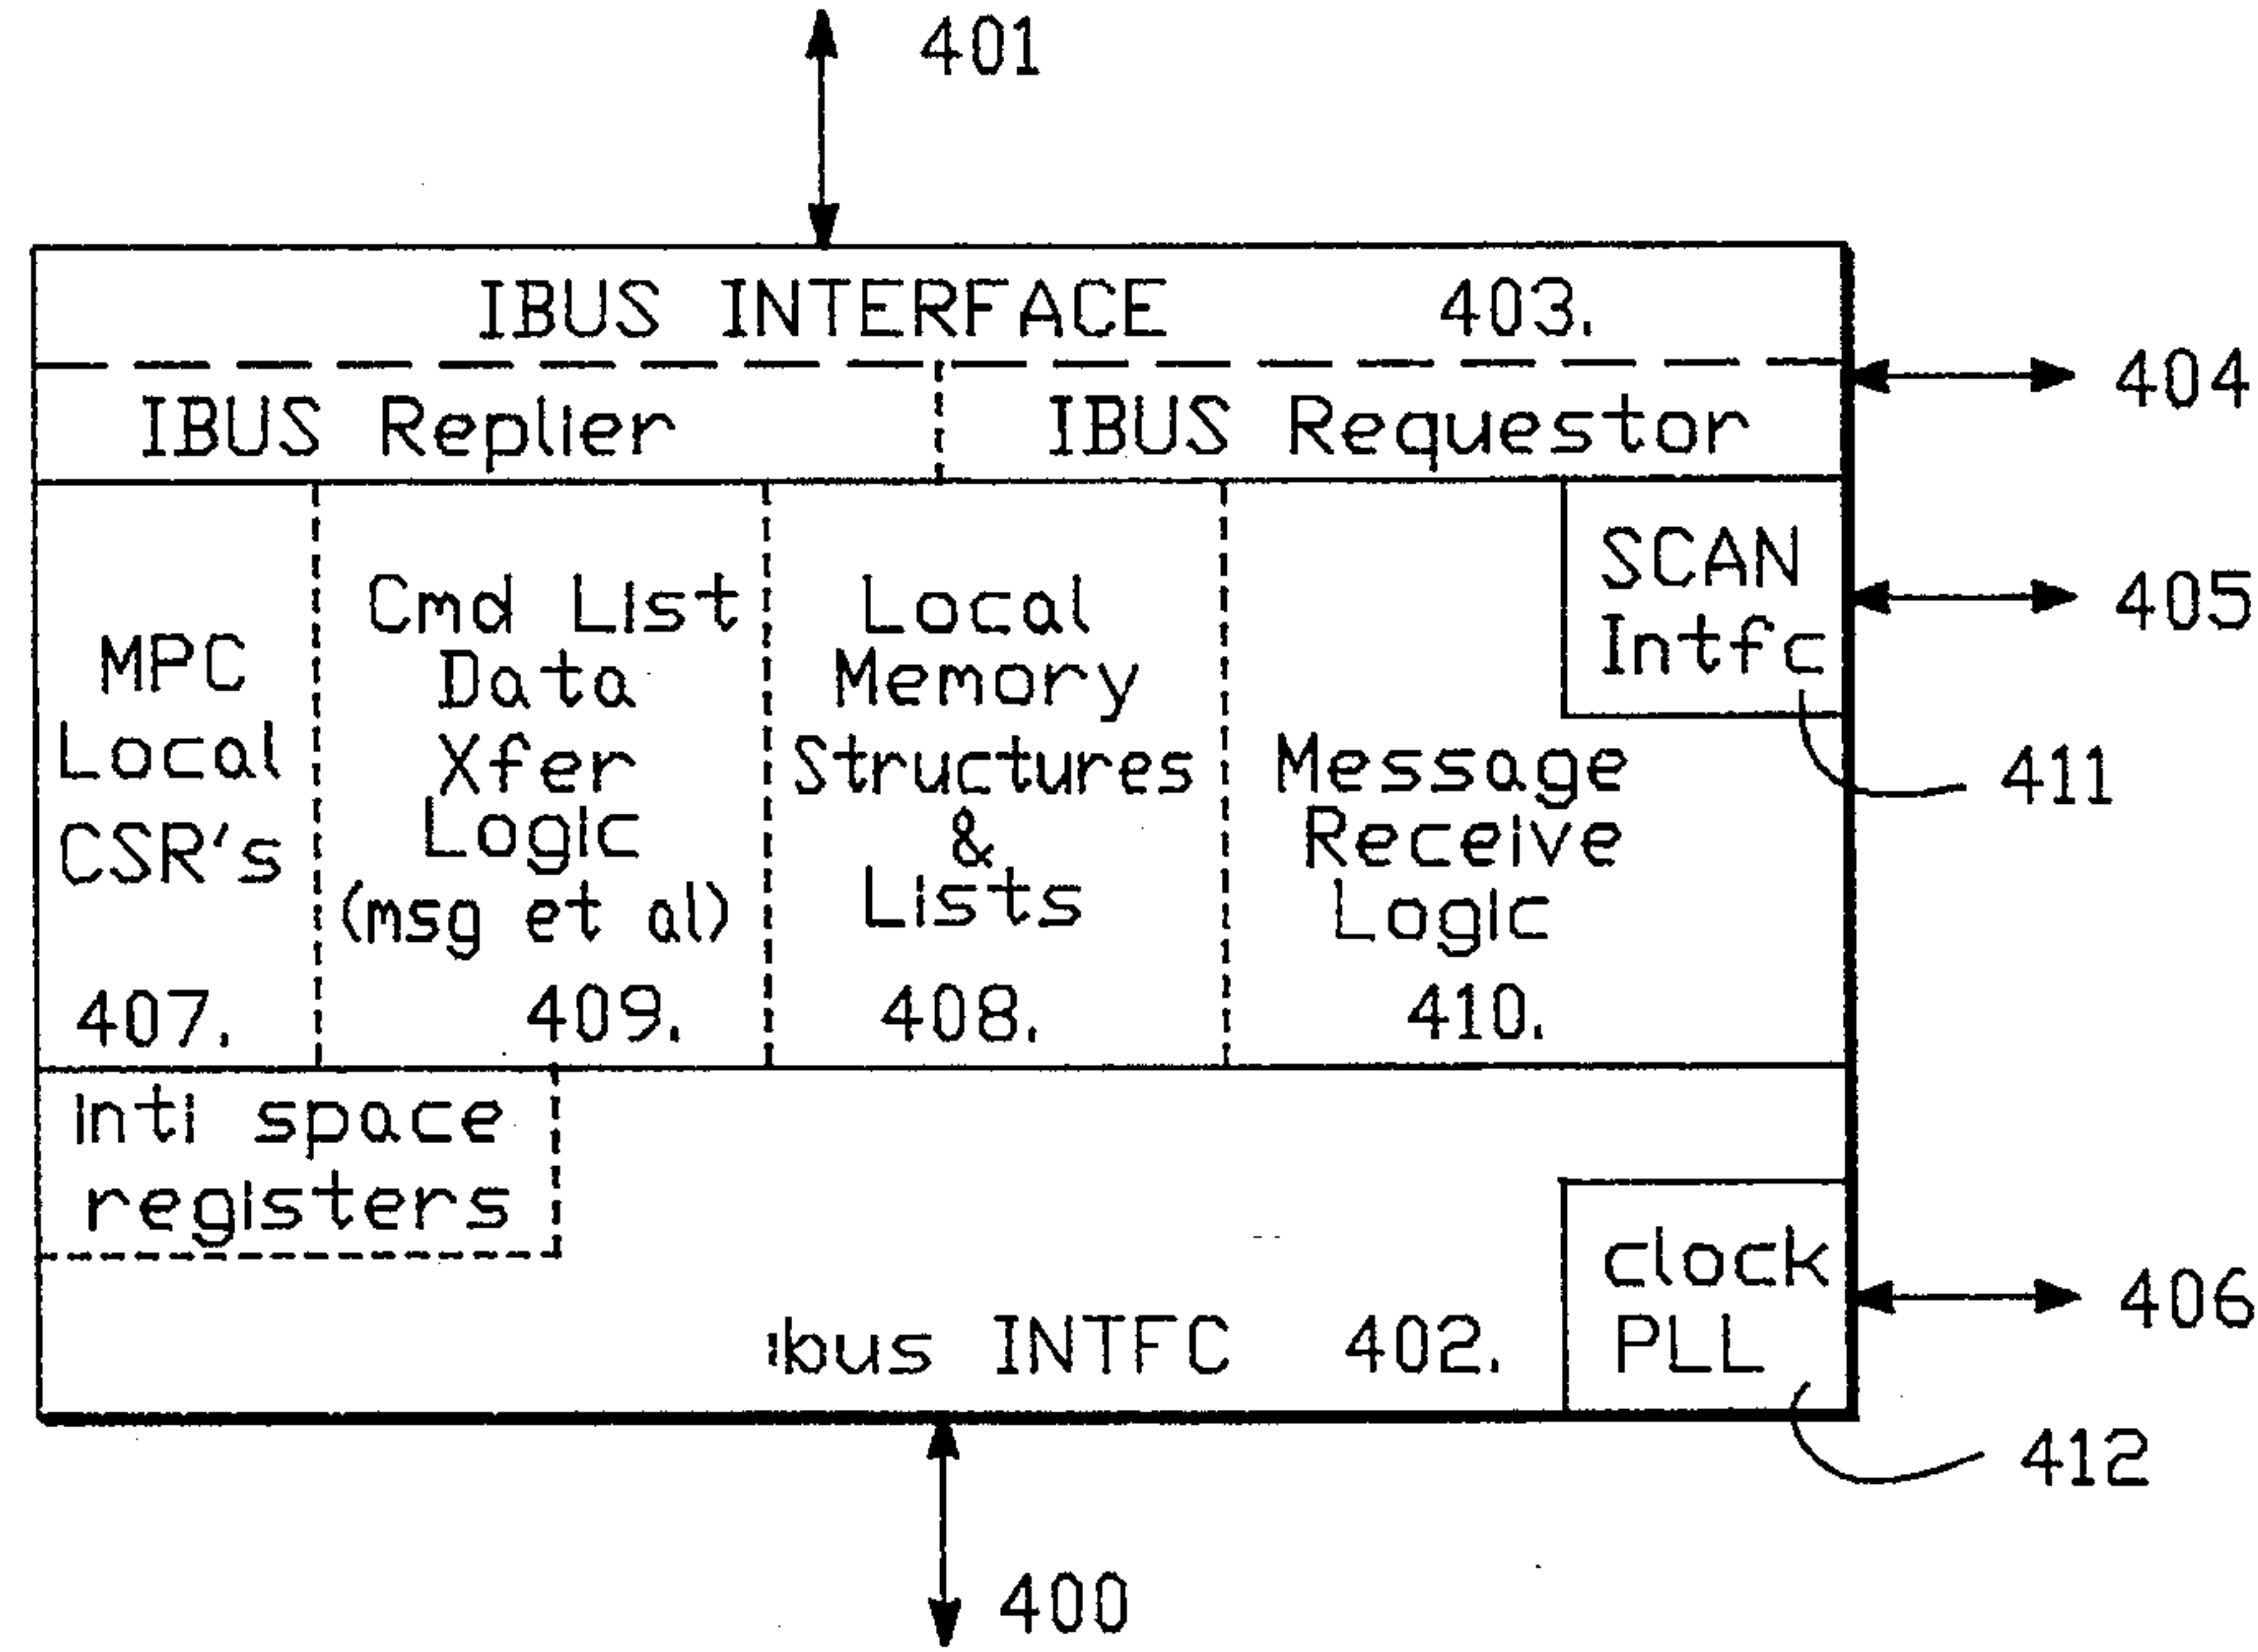 401
IBUS INTERFACE 403.
404
IBUS Replier
IBUS Requestor
SCAN
Intfc
405
411
MPC
Local
CSR's
407.
Cmd List
Data
Xfer
Logic
(msg et al)
409.
Local
Memory
Structures
&
Lists
408.
Message
Receive
Logic
410.
inti space
registers
clock
PLL
406
ibus INTFC 402.
412
400